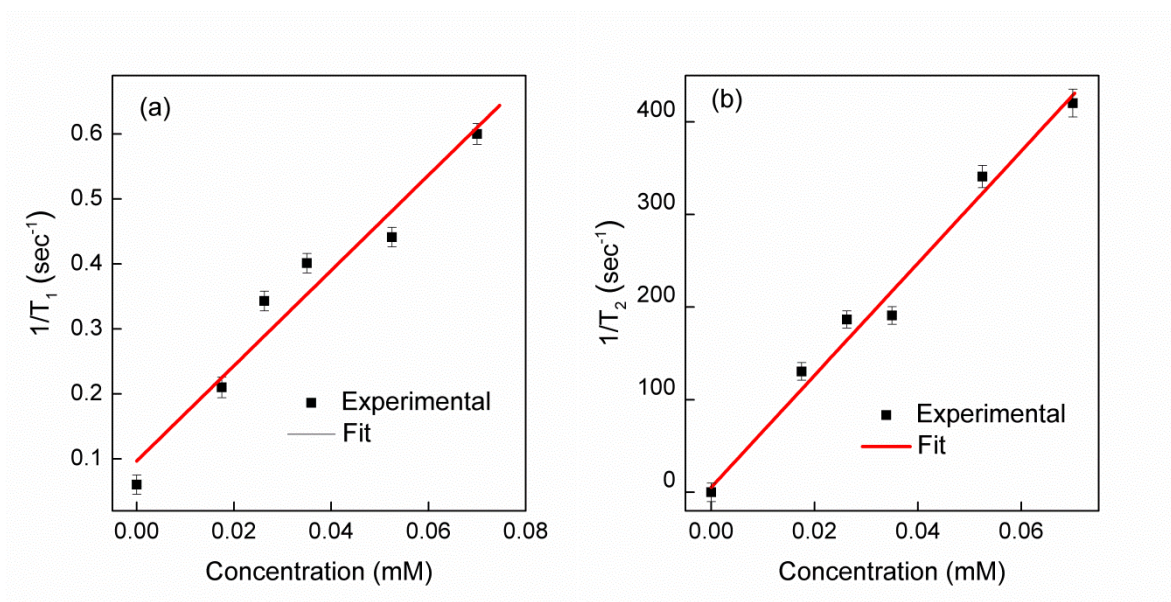 (a)
1/T₁ (sec⁻¹)
0.6
0.5
0.4
0.3
0.2
0.1
Experimental
Fit
0.00 0.02 0.04 0.06 0.08
Concentration (mM)
(b)
1/T₂ (sec⁻¹)
400
300
200
100
0
Experimental
Fit
0.00 0.02 0.04 0.06
Concentration (mM)